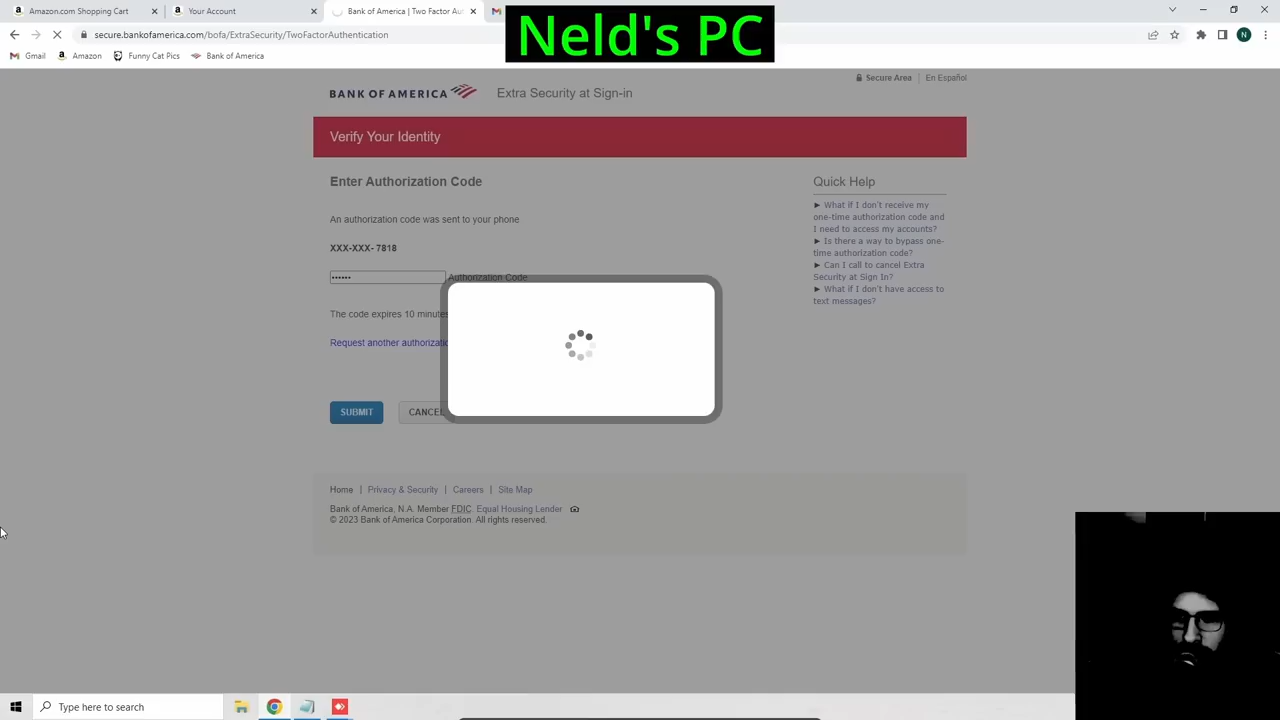 Amazon.com Shopping Cart
Your Account
Bank of America | Two Factor Aut
Neld's PC
secure.bankofamerica.com/bofa/ExtraSecurity/TwoFactorAuthentication
N
Gmail
Amazon
Funny Cat Pics
Bank of America
Secure Area
En Español
BANK OF AMERICA
Extra Security at Sign-in
Verify Your Identity
Enter Authorization Code
An authorization code was sent to your phone
XXX-XXX- 7818
•••••• Authorization Code
The code expires 10 minutes
Request another authorizatio
SUBMIT
CANCEL
Quick Help
► What if I don't receive my
one-time authorization code and
I need to access my accounts?
► Is there a way to bypass one-
time authorization code?
► Can I call to cancel Extra
Security at Sign In?
► What if I don't have access to
text messages?
Home | Privacy & Security | Careers | Site Map
Bank of America, N.A. Member FDIC. Equal Housing Lender
© 2023 Bank of America Corporation. All rights reserved.
Type here to search